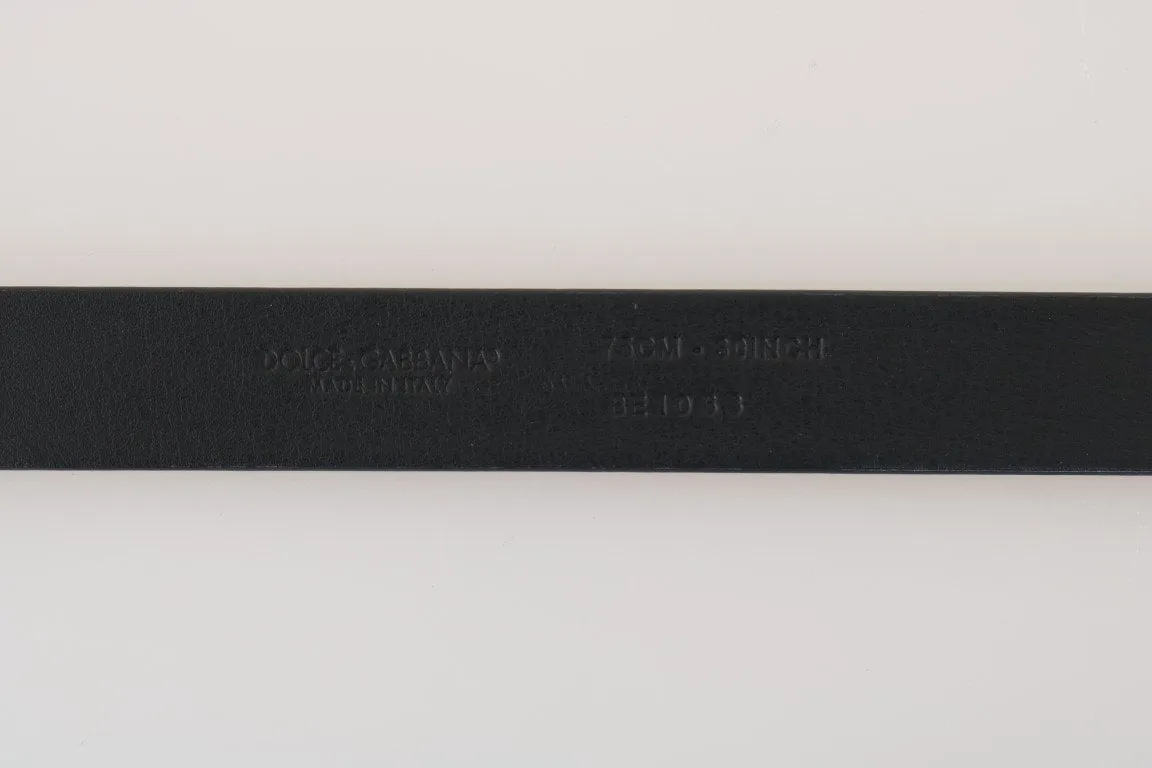 DOLCE & GABBANA
MADE IN ITALY
75CM - 30INCH